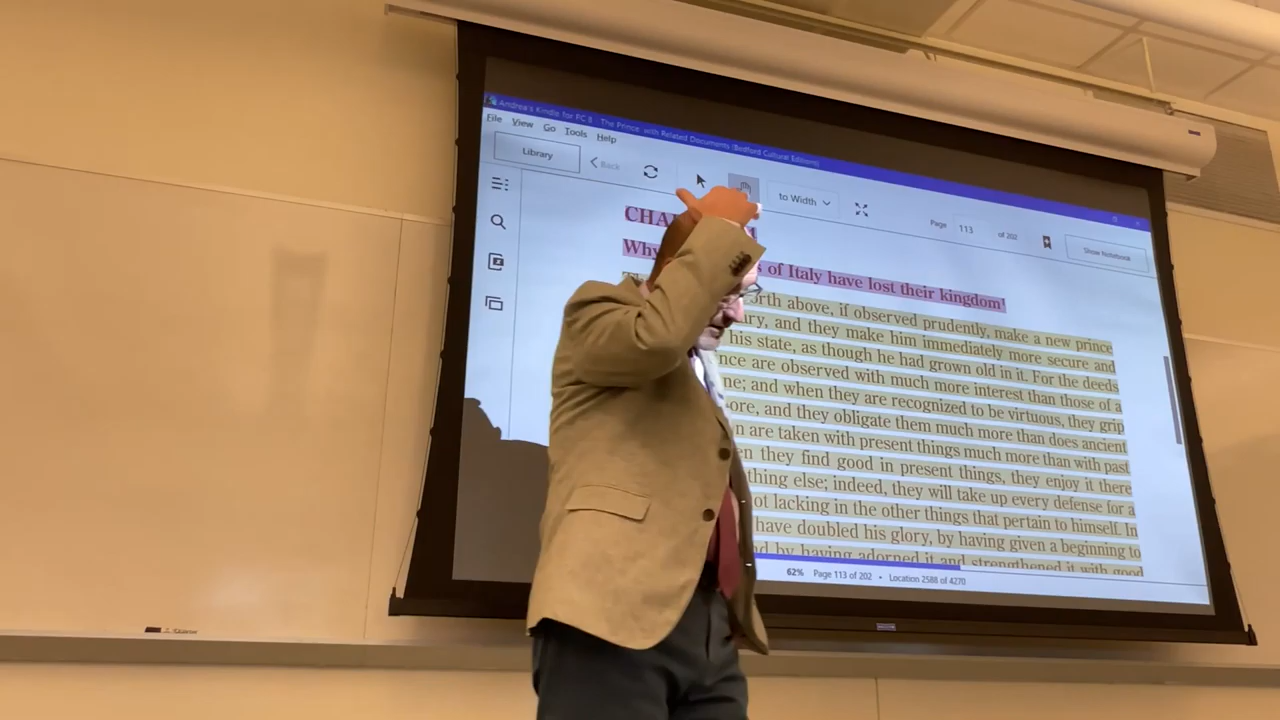 Andrea's Kindle for PC 8 - The Prince: with Related Documents (Bedford Cultural Editions)
File View Go Tools Help
Library
Back
to Width
Page 113 of 202
Show Notebook
CHA
Why s of Italy have lost their kingdom
orth above, if observed prudently, make a new prince
ry, and they make him immediately more secure and
his state, as though he had grown old in it. For the deeds
nce are observed with much more interest than those of a
ne; and when they are recognized to be virtuous, they grip
ore, and they obligate them much more than does ancient
n are taken with present things much more than with past
en they find good in present things, they enjoy it there
thing else; indeed, they will take up every defense for a
ot lacking in the other things that pertain to himself. In
have doubled his glory, by having given a beginning to
nd by having adorned it and strengthened it with good
62% Page 113 of 202 • Location 2588 of 4270